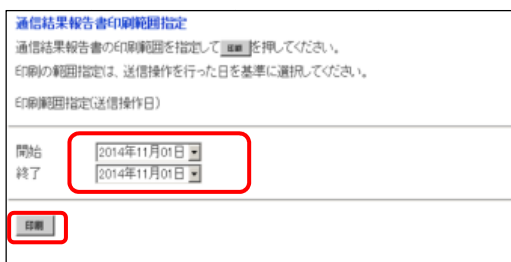 通信結果報告書印刷範囲指定
通信結果報告書の印刷範囲を指定して 印刷 を押してください。
印刷の範囲指定は、送信操作を行った日を基準に選択してください。
印刷範囲指定(送信操作日)
開始 2014年11月01日
終了 2014年11月01日
印刷